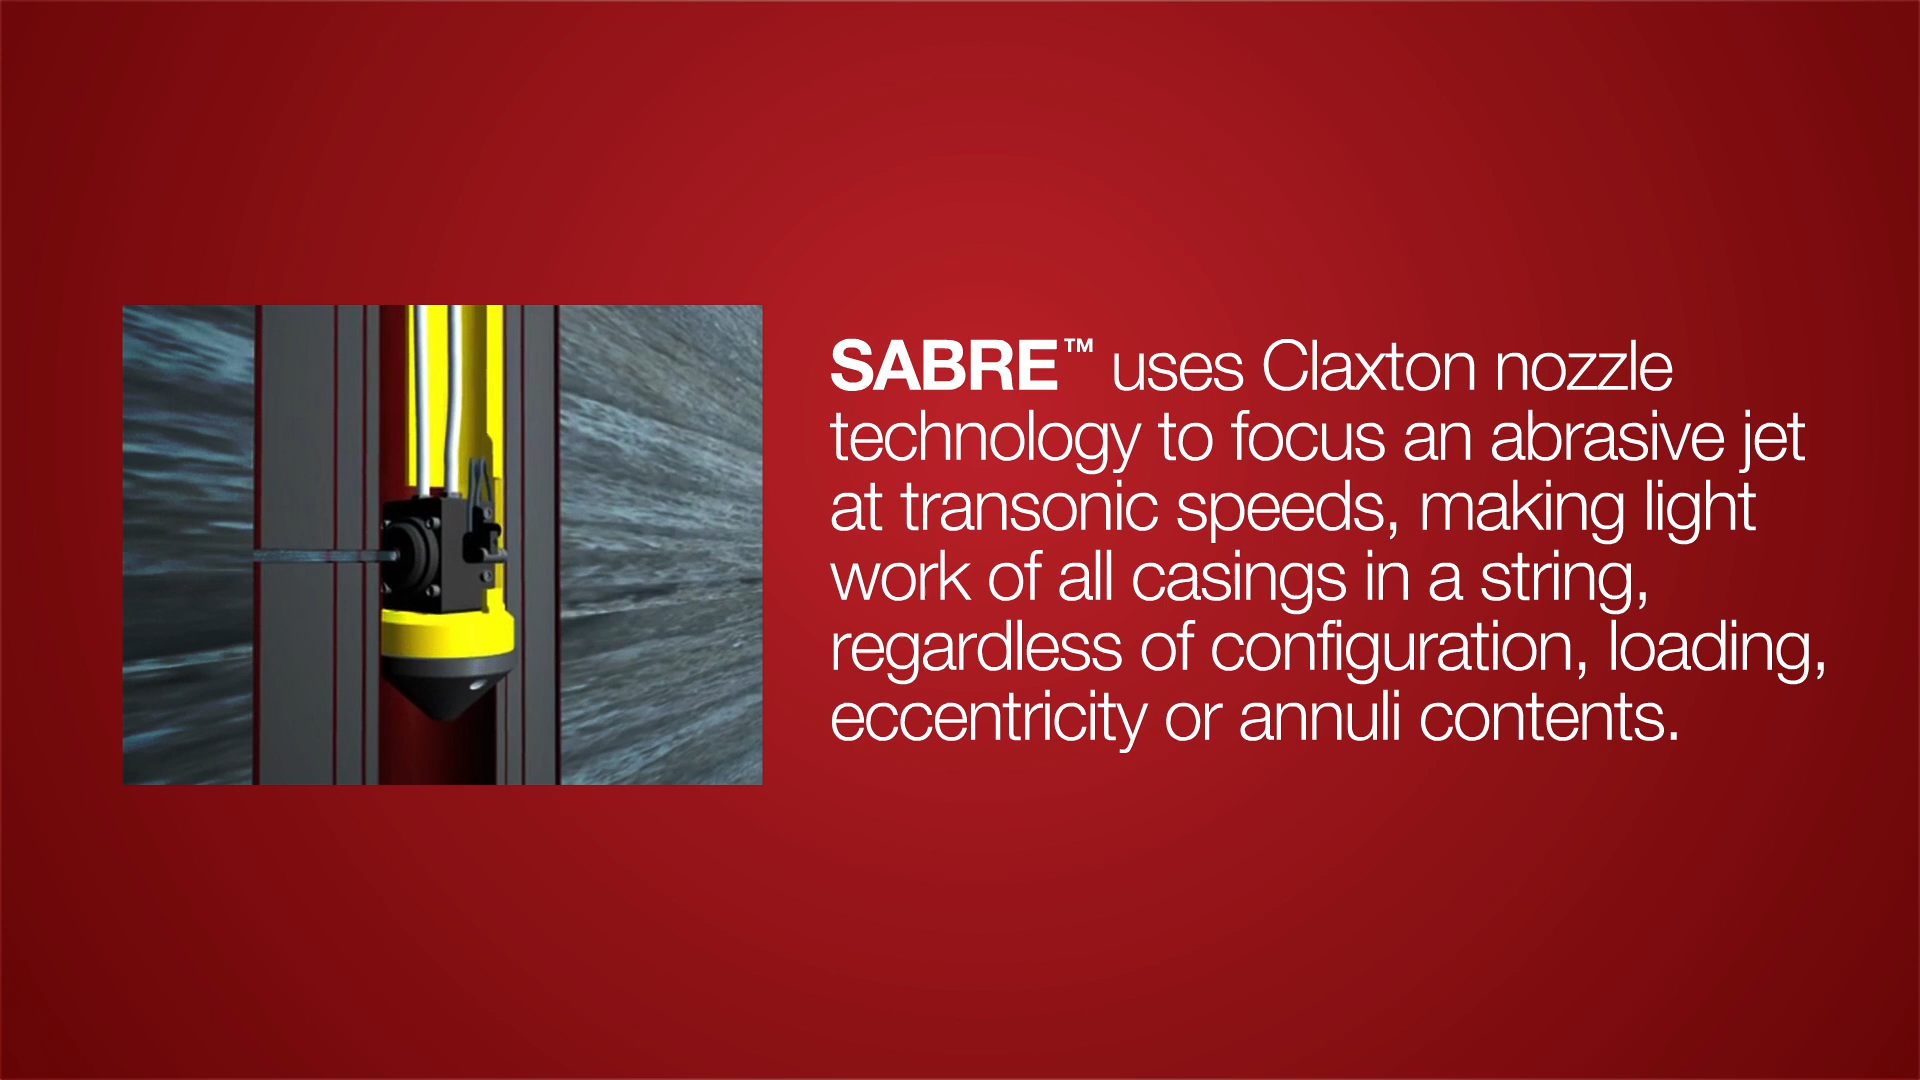 SABRE™ uses Claxton nozzle
technology to focus an abrasive jet
at transonic speeds, making light
work of all casings in a string,
regardless of configuration, loading,
eccentricity or annuli contents.